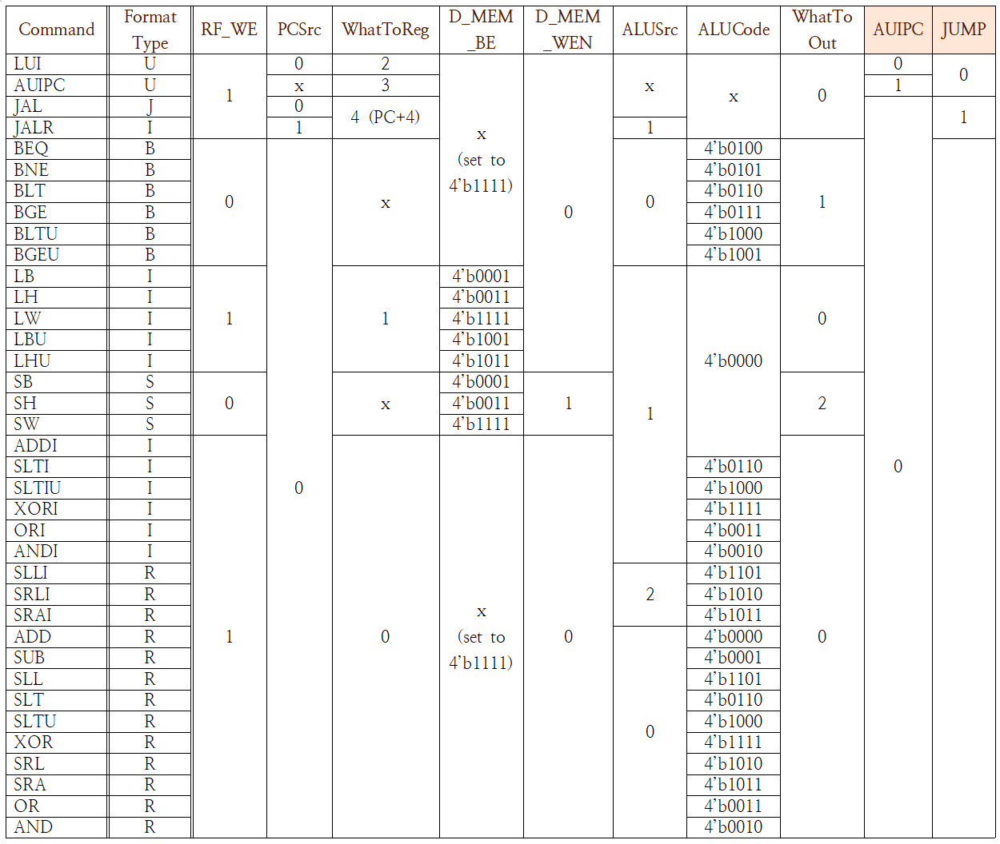 Command Format Type RF_WE PCSrc WhatToReg D_MEM _BE D_MEM _WEN ALUSrc ALUCode WhatTo Out AUIPC JUMP
LUI U 0 2 0
AUIPC U x 3 1 0
1 x x 0
JAL J 0
4 (PC+4) 1
JALR I 1 1
x
(set to
4'b1111)
BEQ B 4'b0100
BNE B 4'b0101
BLT B 4'b0110
0 x 0 0 1
BGE B 4'b0111
BLTU B 4'b1000
BGEU B 4'b1001
LB I 4'b0001
LH I 4'b0011
LW I 1 1 4'b1111 0
LBU I 4'b1001
LHU I 4'b1011 4'b0000
SB S 4'b0001
SH S 0 x 4'b0011 1 1 2
SW S 4'b1111
ADDI I
SLTI I 4'b0110 0
SLTIU I 0 4'b1000
XORI I 4'b1111
ORI I 4'b0011
ANDI I 4'b0010
SLLI R 4'b1101
SRLI R 2 4'b1010
SRAI R 4'b1011
x
(set to
4'b1111)
ADD R 1 0 0 4'b0000 0
SUB R 4'b0001
SLL R 4'b1101
SLT R 4'b0110
SLTU R 4'b1000
0
XOR R 4'b1111
SRL R 4'b1010
SRA R 4'b1011
OR R 4'b0011
AND R 4'b0010